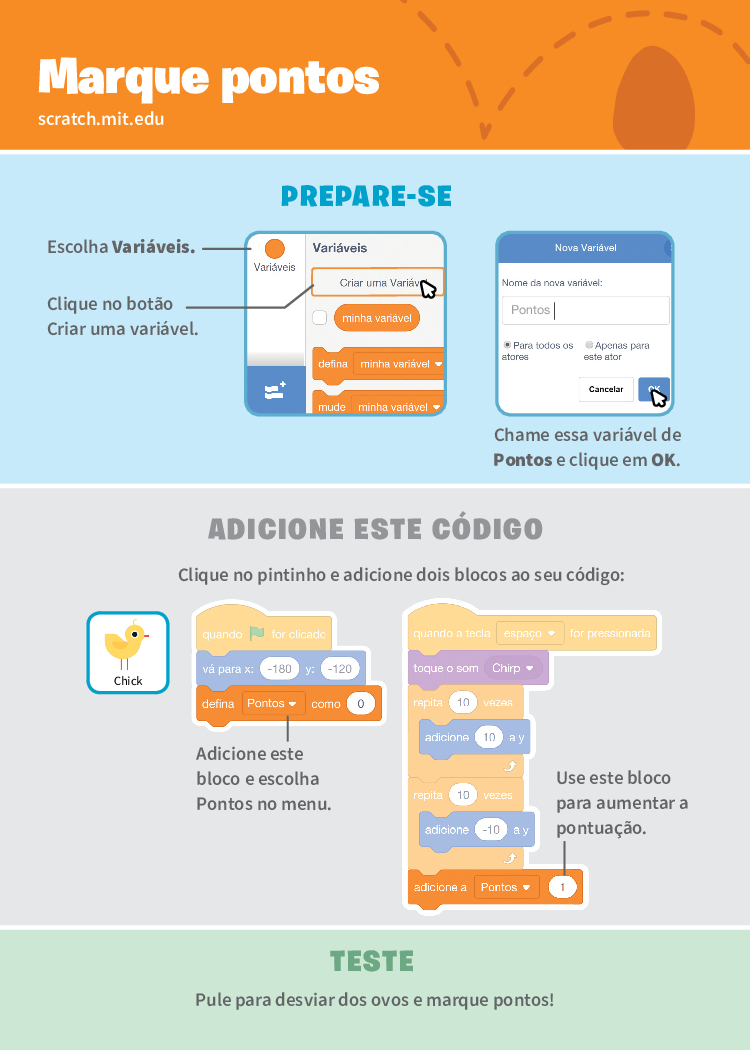 Marque pontos
scratch.mit.edu
PREPARE-SE
Escolha Variáveis.
Clique no botão
Criar uma variável.
Variáveis
Variáveis
Criar uma Variáv
minha variável
defina minha variável
mude minha variável
Nova Variável
Nome da nova variável:
Pontos
Para todos os
atores
Apenas para
este ator
Cancelar
OK
Chame essa variável de
Pontos e clique em OK.
ADICIONE ESTE CÓDIGO
Clique no pintinho e adicione dois blocos ao seu código:
Chick
quando for clicado
vá para x: -180 y: -120
defina Pontos como 0
Adicione este
bloco e escolha
Pontos no menu.
quando a tecla espaço for pressionada
toque o som Chirp
repita 10 vezes
adicione 10 a y
repita 10 vezes
adicione -10 a y
adicione a Pontos 1
Use este bloco
para aumentar a
pontuação.
TESTE
Pule para desviar dos ovos e marque pontos!